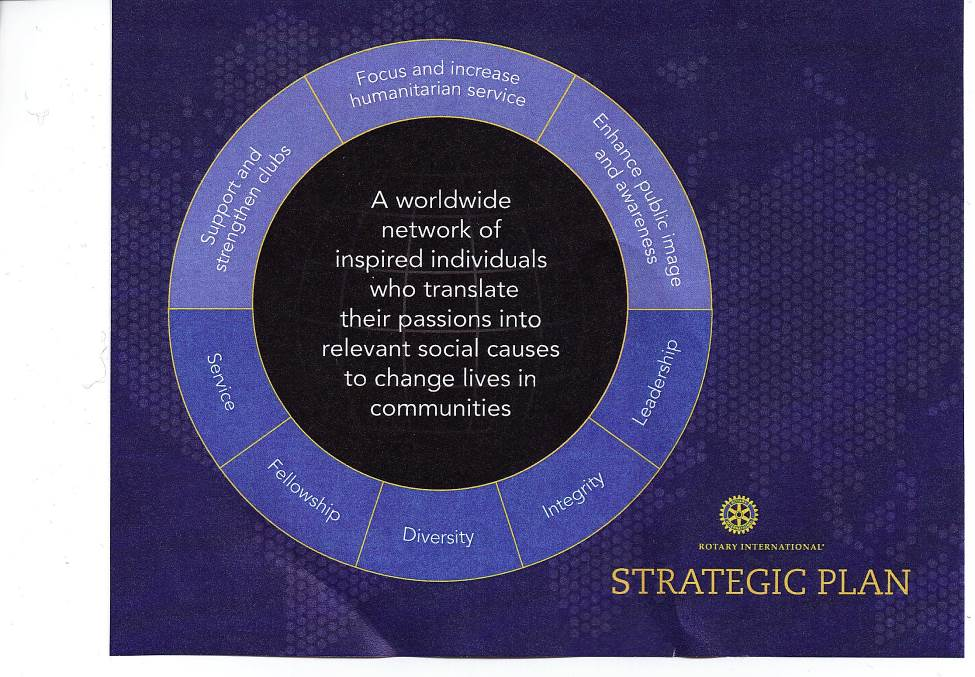 Focus and increase
humanitarian service
Enhance public image
and awareness
Support and
strengthen clubs
A worldwide
network of
inspired individuals
who translate
their passions into
relevant social causes
to change lives in
communities
Service
Fellowship
Diversity
Integrity
Leadership
ROTARY INTERNATIONAL®
STRATEGIC PLAN